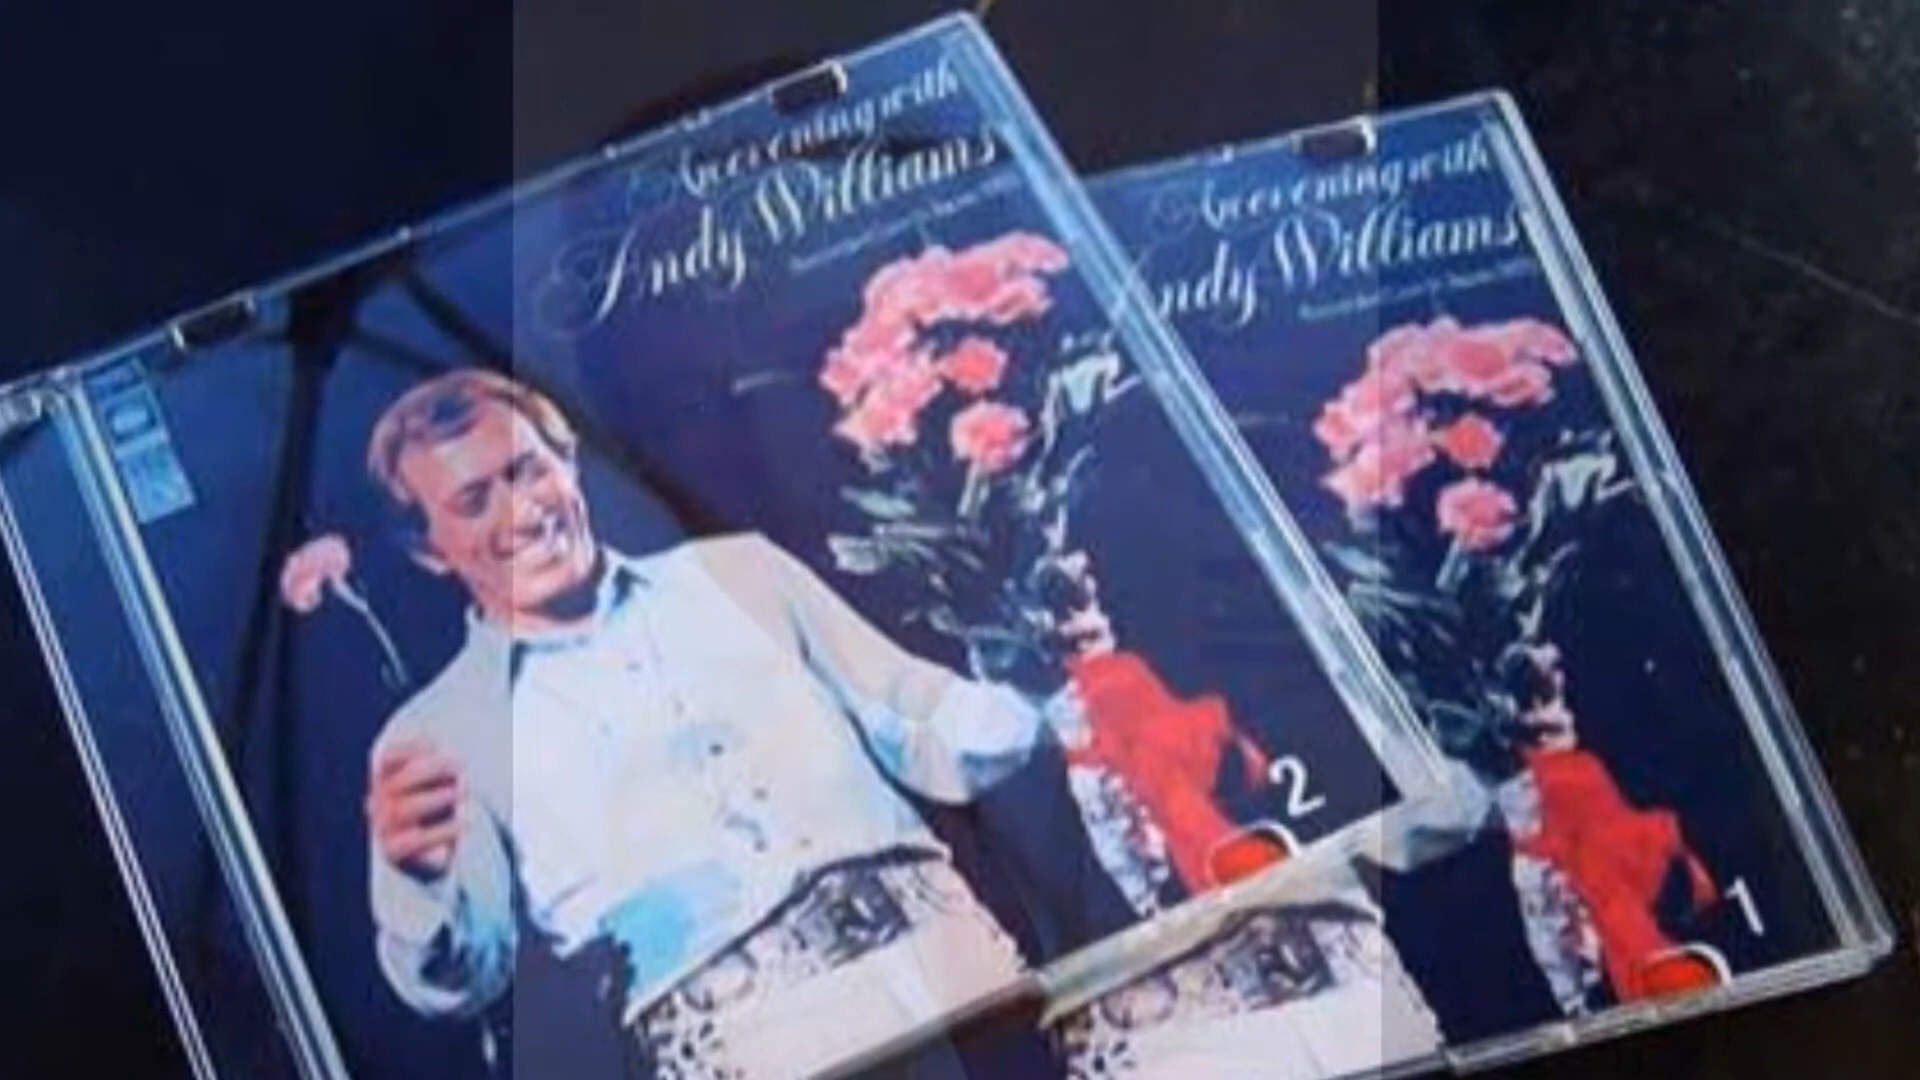 An evening with
Andy Williams
2
An evening with
Andy Williams
1